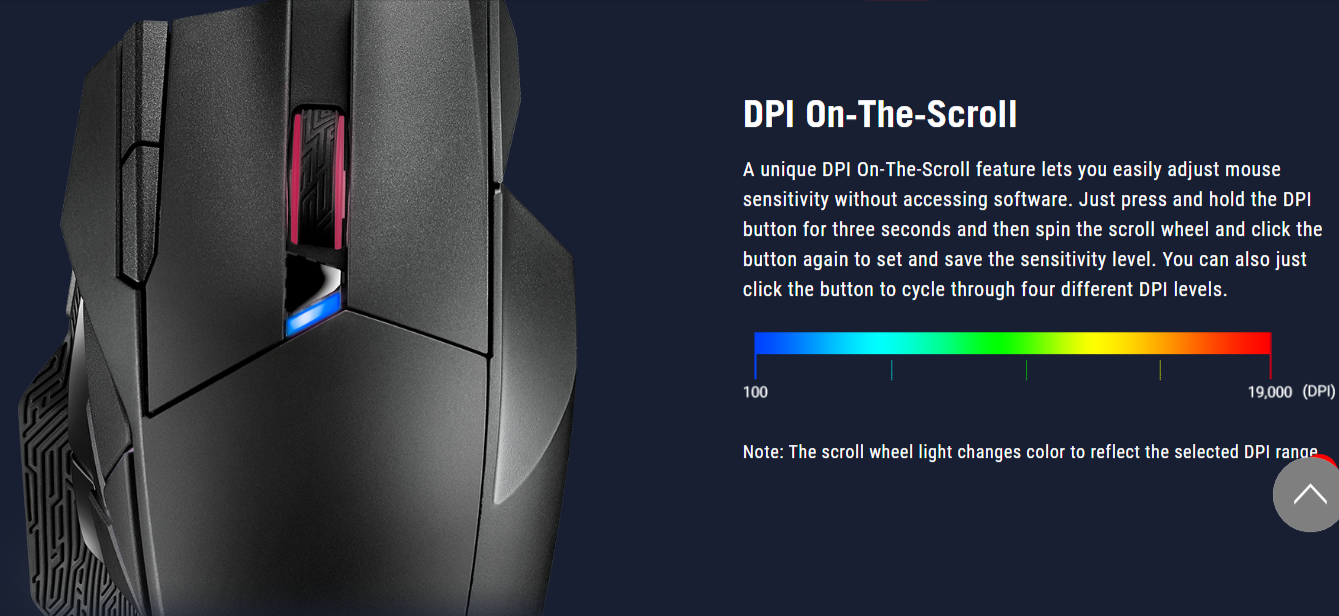 DPI On-The-Scroll
A unique DPI On-The-Scroll feature lets you easily adjust mouse
sensitivity without accessing software. Just press and hold the DPI
button for three seconds and then spin the scroll wheel and click the
button again to set and save the sensitivity level. You can also just
click the button to cycle through four different DPI levels.
100 19,000 (DPI)
Note: The scroll wheel light changes color to reflect the selected DPI range